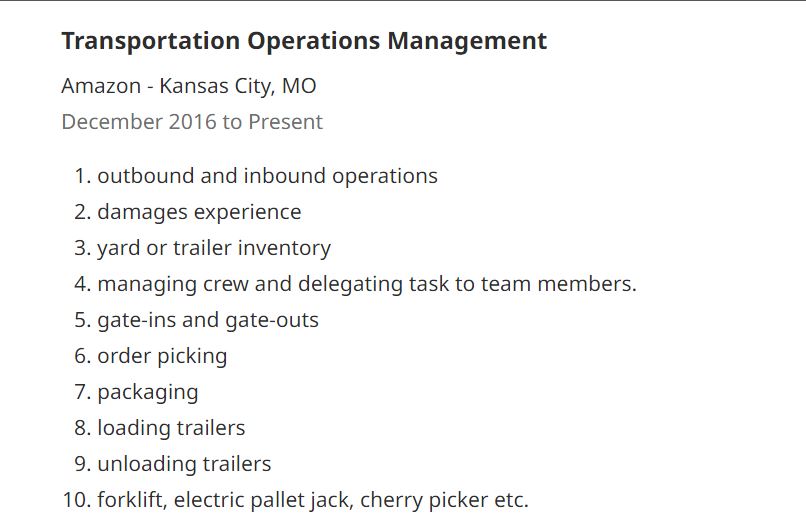 Transportation Operations Management
Amazon - Kansas City, MO
December 2016 to Present
1. outbound and inbound operations
2. damages experience
3. yard or trailer inventory
4. managing crew and delegating task to team members.
5. gate-ins and gate-outs
6. order picking
7. packaging
8. loading trailers
9. unloading trailers
10. forklift, electric pallet jack, cherry picker etc.